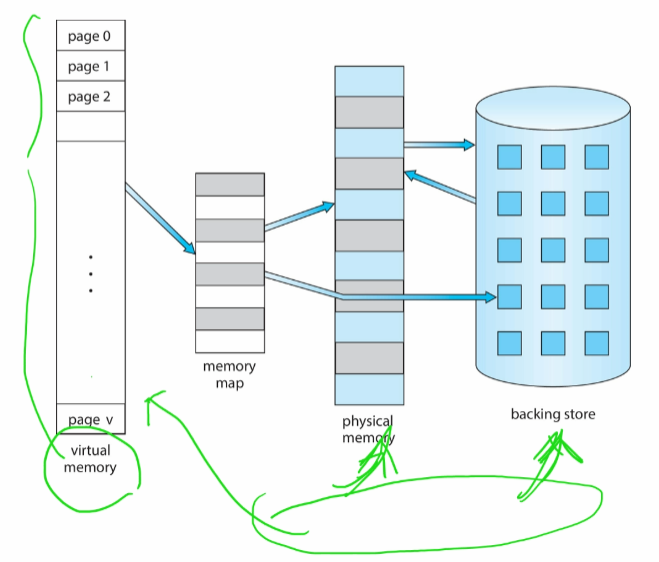 page 0
page 1
page 2
page v
virtual
memory
memory
map
physical
memory
backing store